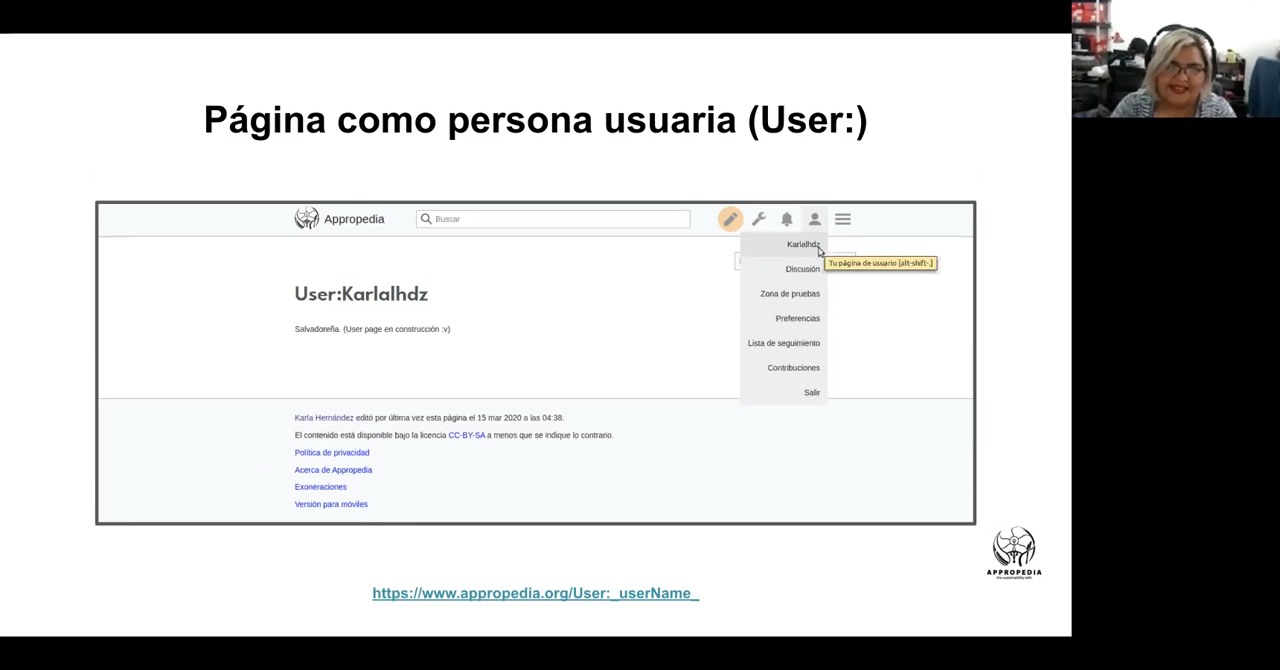 Página como persona usuaria (User:)
Appropedia
Buscar
Karlalhdz
Tu página de usuario [alt-shift-.]
Discusión
User:Karlalhdz
Zona de pruebas
Preferencias
Salvadoreña. (User page en construcción :v)
Lista de seguimiento
Contribuciones
Salir
Karla Hernández editó por última vez esta página el 15 mar 2020 a las 04:38.
El contenido está disponible bajo la licencia CC-BY-SA a menos que se indique lo contrario.
Política de privacidad
Acerca de Appropedia
Exoneraciones
Versión para móviles
APPROPEDIA
the sustainability wiki
https://www.appropedia.org/User:_userName_